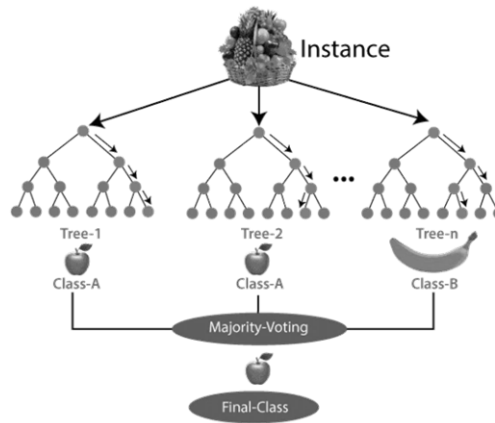 Instance
Tree-1
Tree-2
...
Tree-n
Class-A
Class-A
Class-B
Majority-Voting
Final-Class